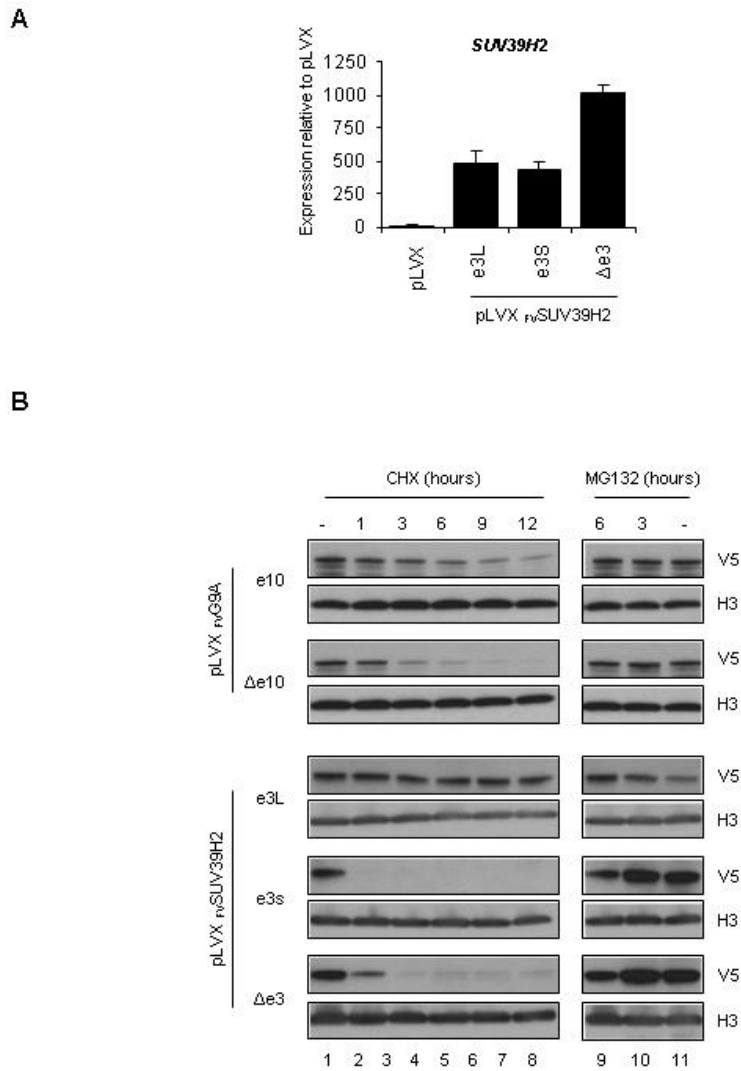 A
SUV39H2
Expression relative to pLVX
1250
1000
750
500
250
0
pLVX
e3L
e3S
Δe3
pLVX FVSUV39H2
B
CHX (hours)
MG132 (hours)
- 1 3 6 9 12
6 3 -
pLVX FVG9A
e10
V5
H3
Δe10
V5
H3
pLVX FVSUV39H2
e3L
V5
H3
e3s
V5
H3
Δe3
V5
H3
1 2 3 4 5 6 7 8
9 10 11